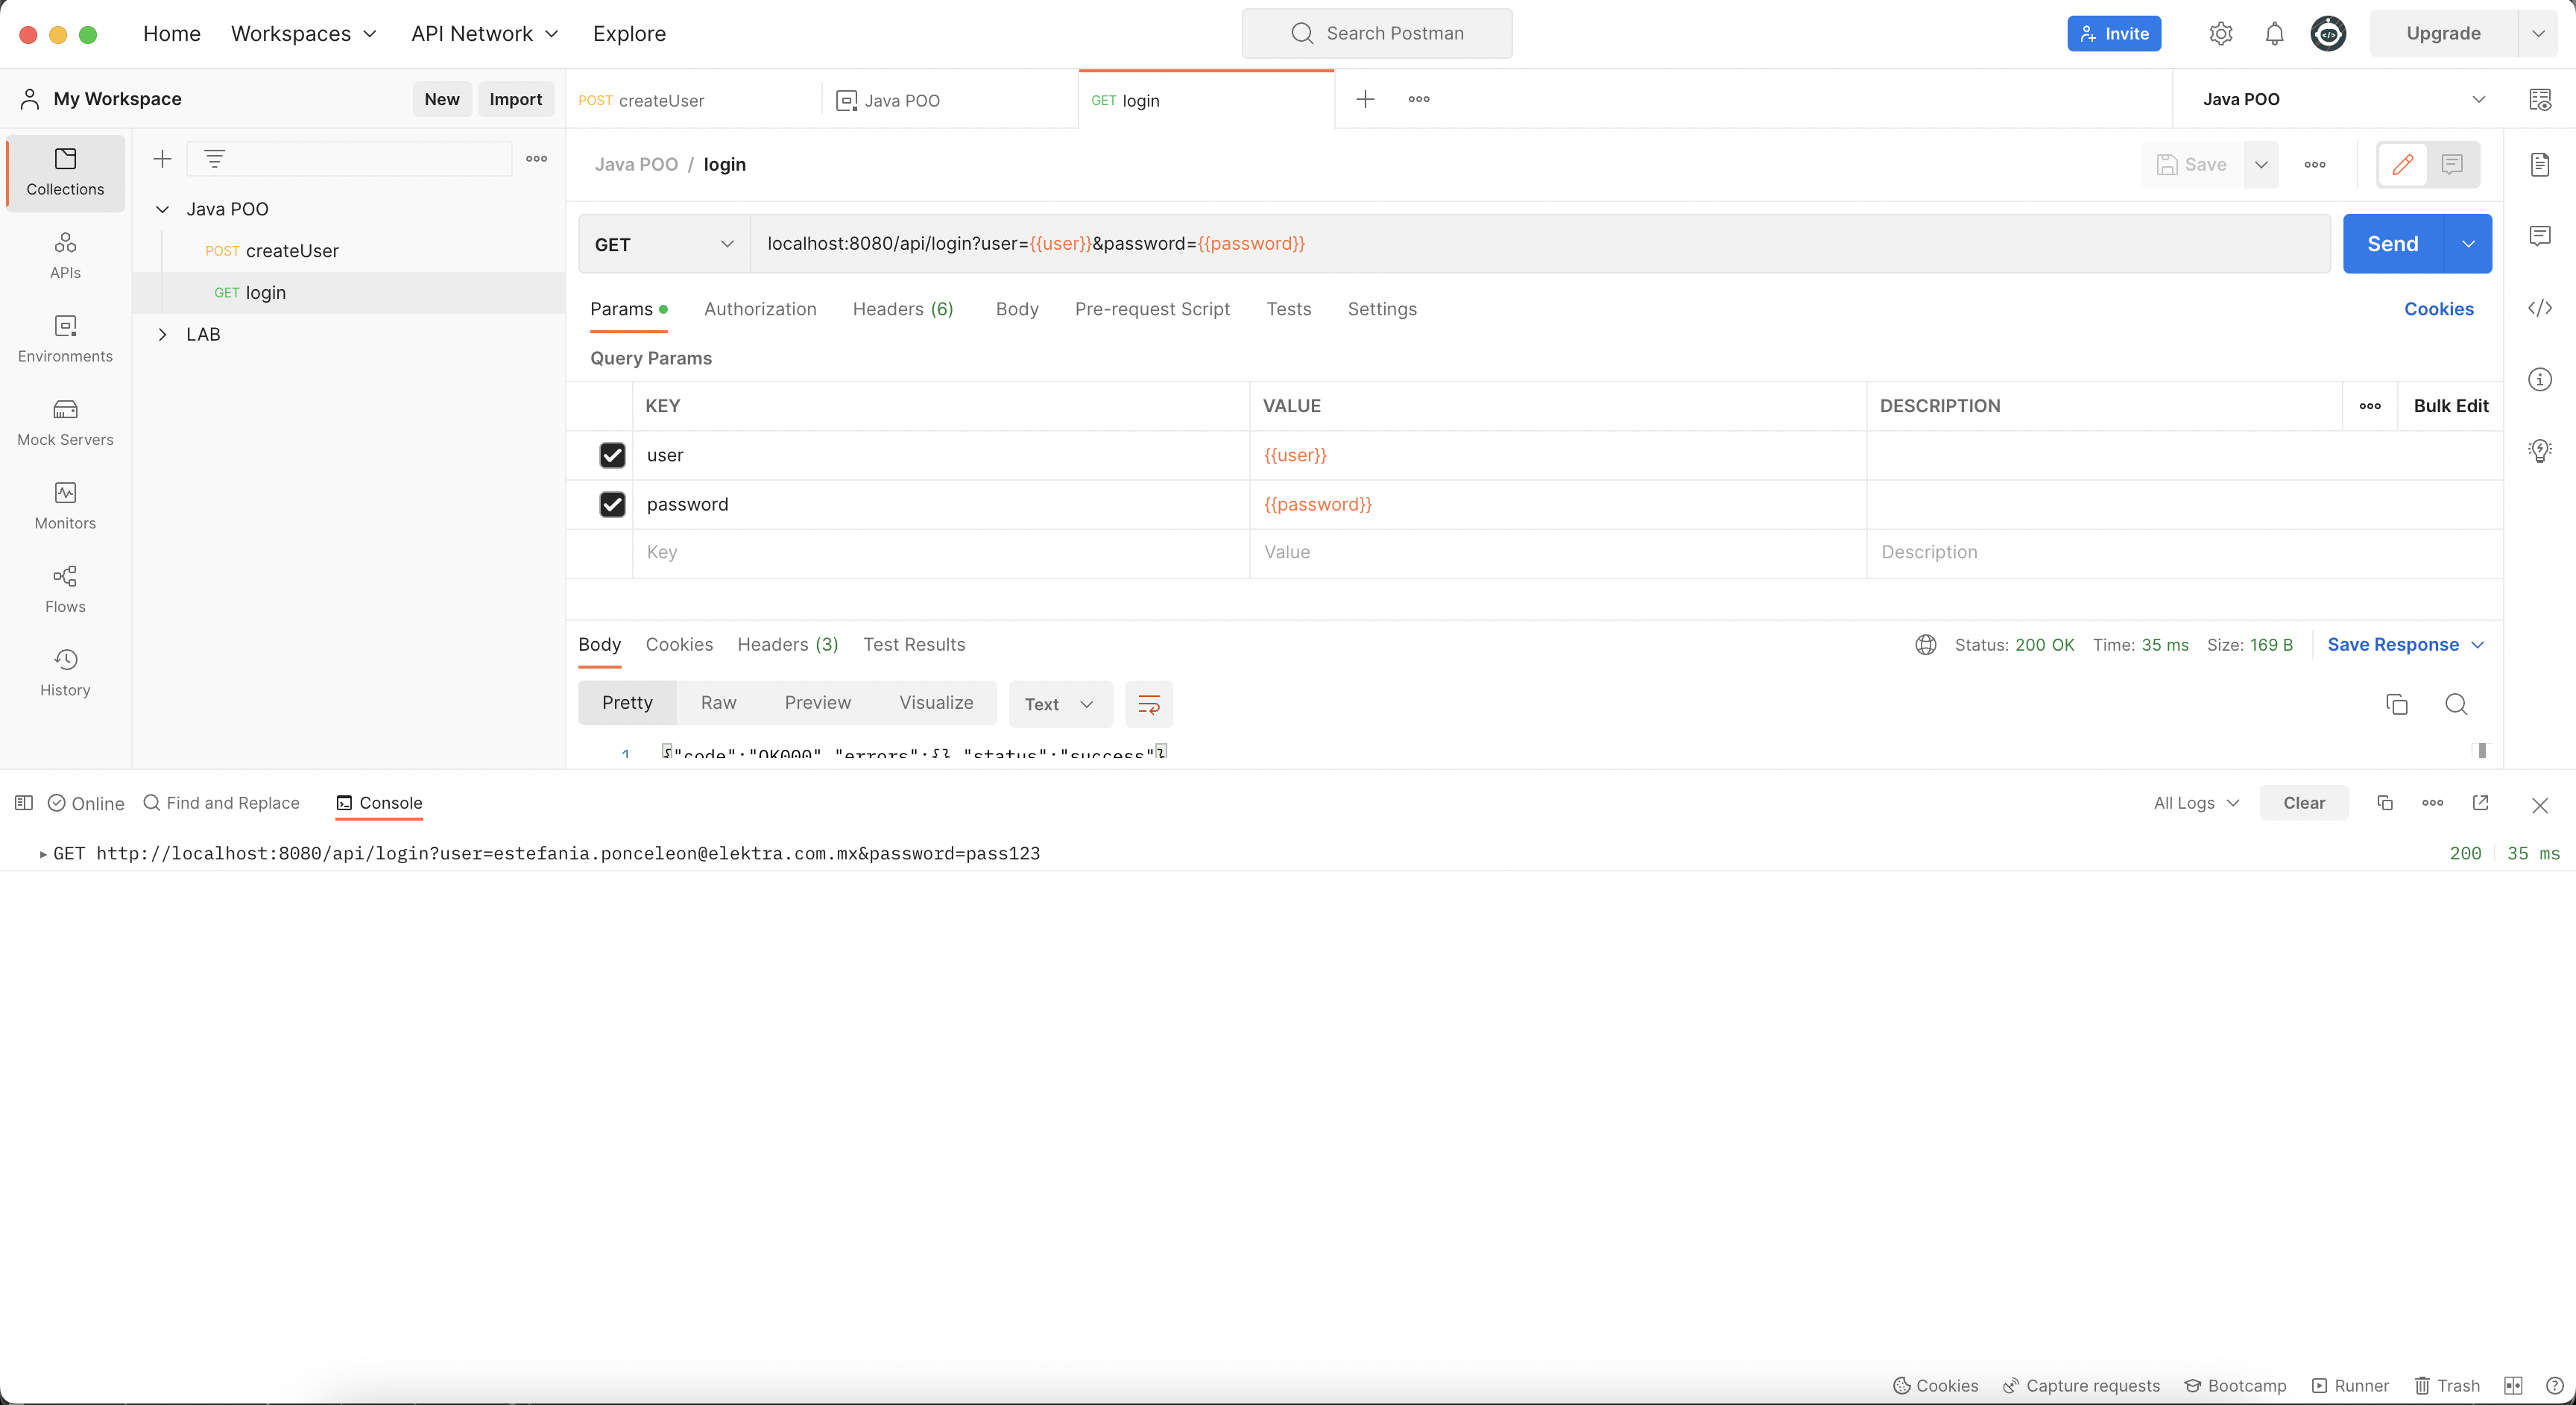 Home Workspaces API Network Explore Search Postman Invite Upgrade
My Workspace New Import POST createUser Java POO GET login Java POO
Collections
APIs
Environments
Mock Servers
Monitors
Flows
History
Java POO
POST createUser
GET login
LAB
Java POO / login Save
GET localhost:8080/api/login?user={{user}}&password={{password}} Send
Params Authorization Headers (6) Body Pre-request Script Tests Settings Cookies
Query Params
KEY VALUE DESCRIPTION Bulk Edit
user {{user}}
password {{password}}
Key Value Description
Body Cookies Headers (3) Test Results Status: 200 OK Time: 35 ms Size: 169 B Save Response
Pretty Raw Preview Visualize Text
1 {"code":"OK000","errors":{},"status":"success"}
Online Find and Replace Console All Logs Clear
GET http://localhost:8080/api/login?user=estefania.ponceleon@elektra.com.mx&password=pass123 200 35 ms
Cookies Capture requests Bootcamp Runner Trash